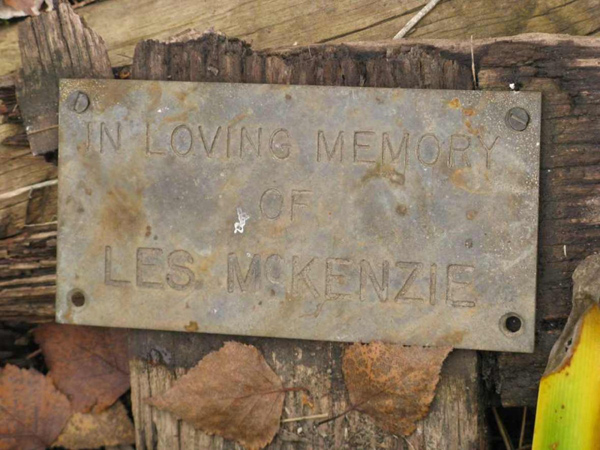 IN LOVING MEMORY
OF
LES. McKENZIE